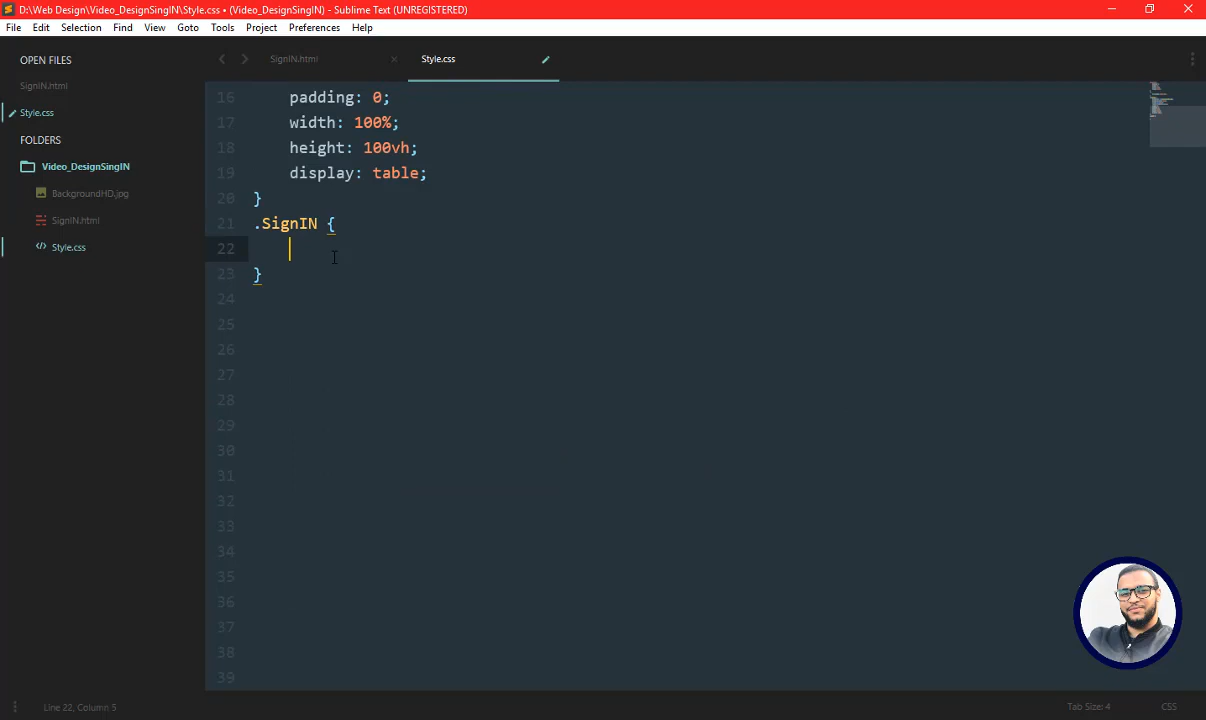 D:\Web Design\Video_DesignSingIN\Style.css • (Video_DesignSingIN) - Sublime Text (UNREGISTERED)
File Edit Selection Find View Goto Tools Project Preferences Help
OPEN FILES
SignIN.html
Style.css
FOLDERS
Video_DesignSingIN
BackgroundHD.jpg
SignIN.html
Style.css
SignIN.html
Style.css
16 padding: 0;
17 width: 100%;
18 height: 100vh;
19 display: table;
20 }
21 .SignIN {
22
23 }
24
25
26
27
28
29
30
31
32
33
34
35
36
37
38
39
Line 22, Column 5
Tab Size: 4
CSS